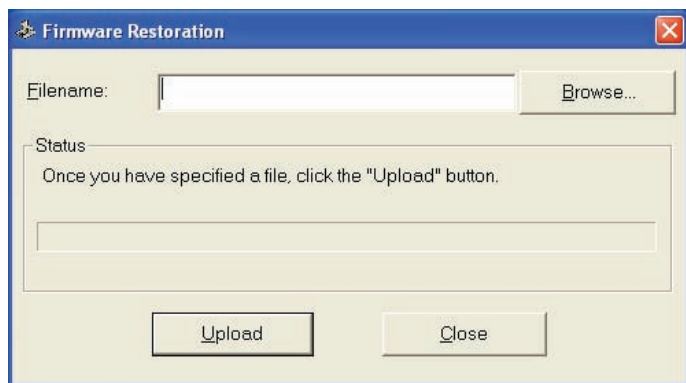 Firmware Restoration
Filename:
Browse...
Status
Once you have specified a file, click the "Upload" button.
Upload
Close